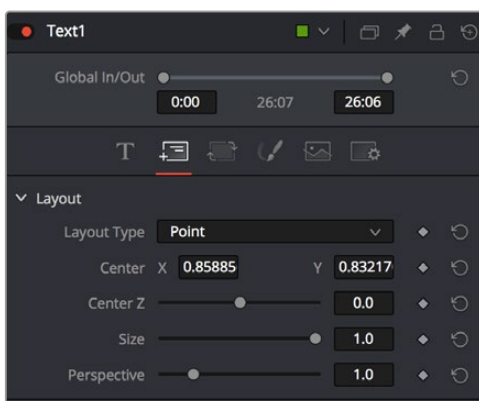 Text1
Global In/Out
0:00 26:07 26:06
T
Layout
Layout Type Point
Center X 0.85885 Y 0.83217
Center Z 0.0
Size 1.0
Perspective 1.0